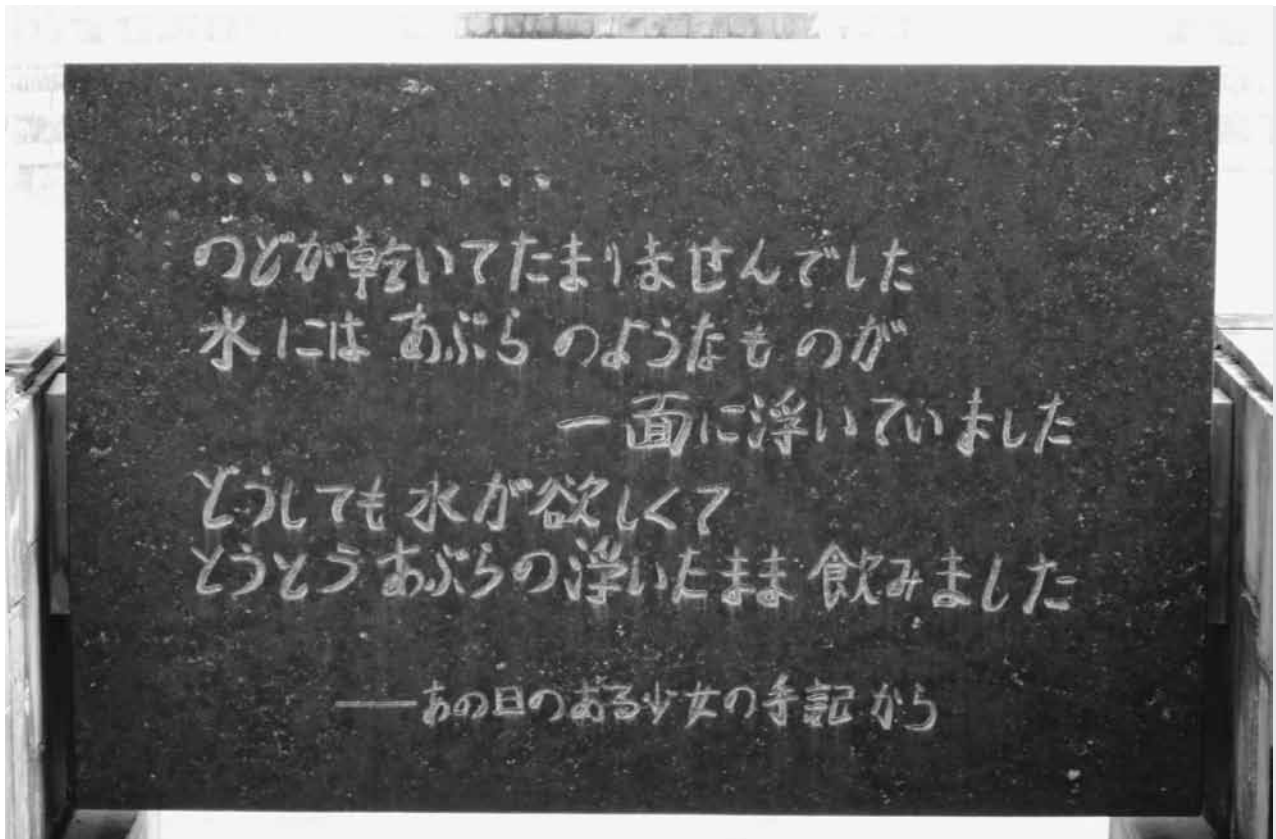 ・・・・・・・・・・・
のどが乾いてたまりませんでした
水には あぶら のようなものが
一面に浮いていました
どうしても水が欲しくて
とうとうあぶらの浮いたまま 飲みました
――あの日のある少女の手記から